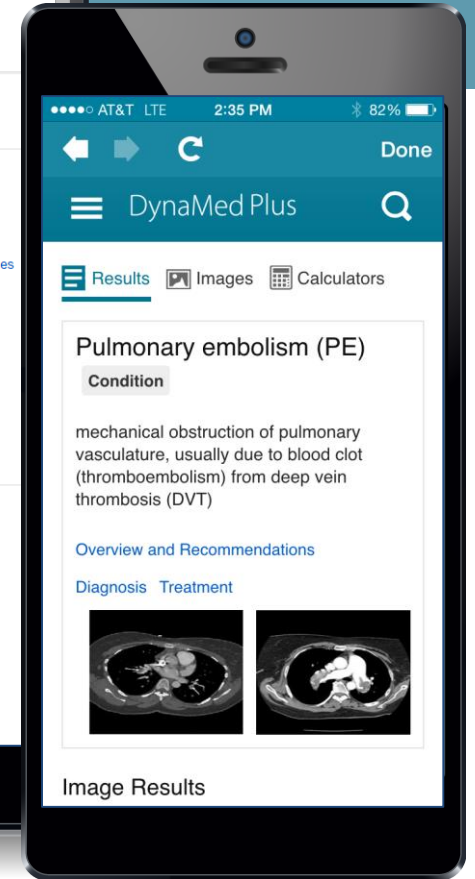 es
AT&T LTE 2:35 PM 82%
Done
DynaMed Plus
Results Images Calculators
Pulmonary embolism (PE)
Condition
mechanical obstruction of pulmonary
vasculature, usually due to blood clot
(thromboembolism) from deep vein
thrombosis (DVT)
Overview and Recommendations
Diagnosis Treatment
Image Results